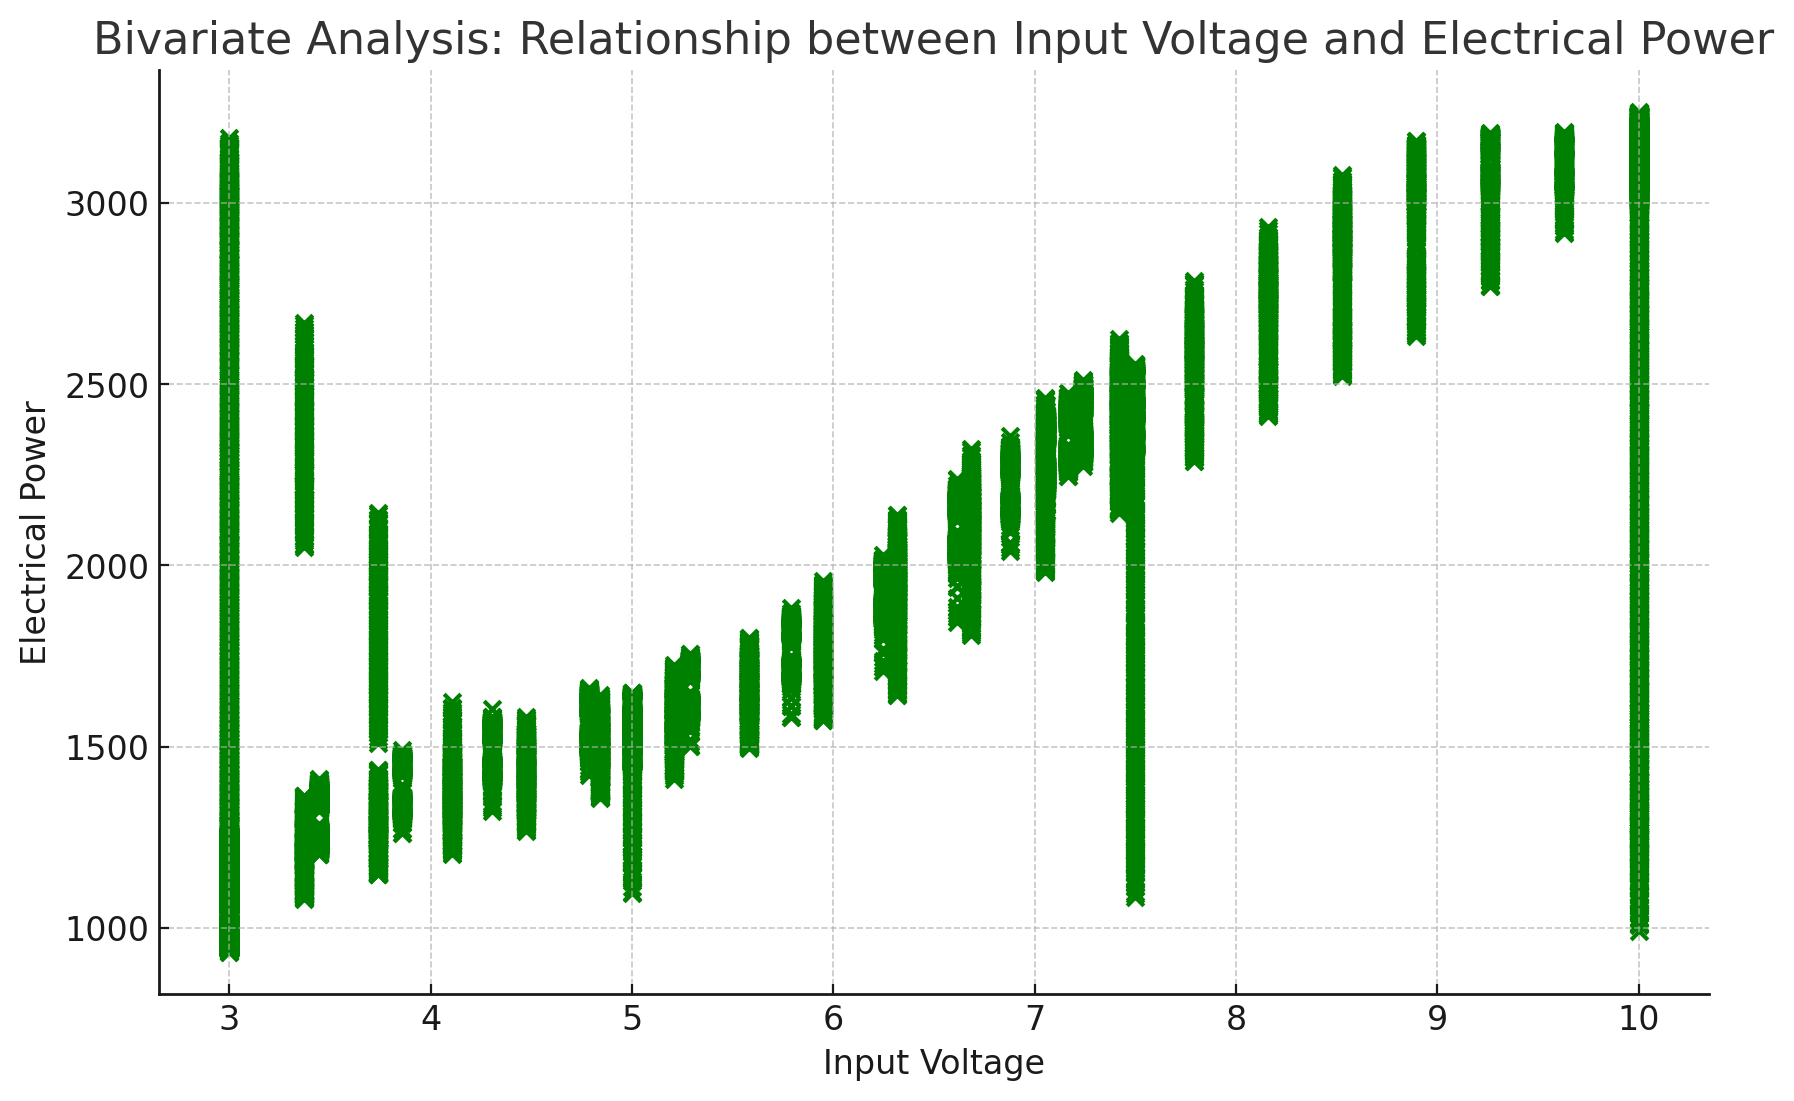 Bivariate Analysis: Relationship between Input Voltage and Electrical Power
Electrical Power
3000
2500
2000
1500
1000
3 4 5 6 7 8 9 10
Input Voltage